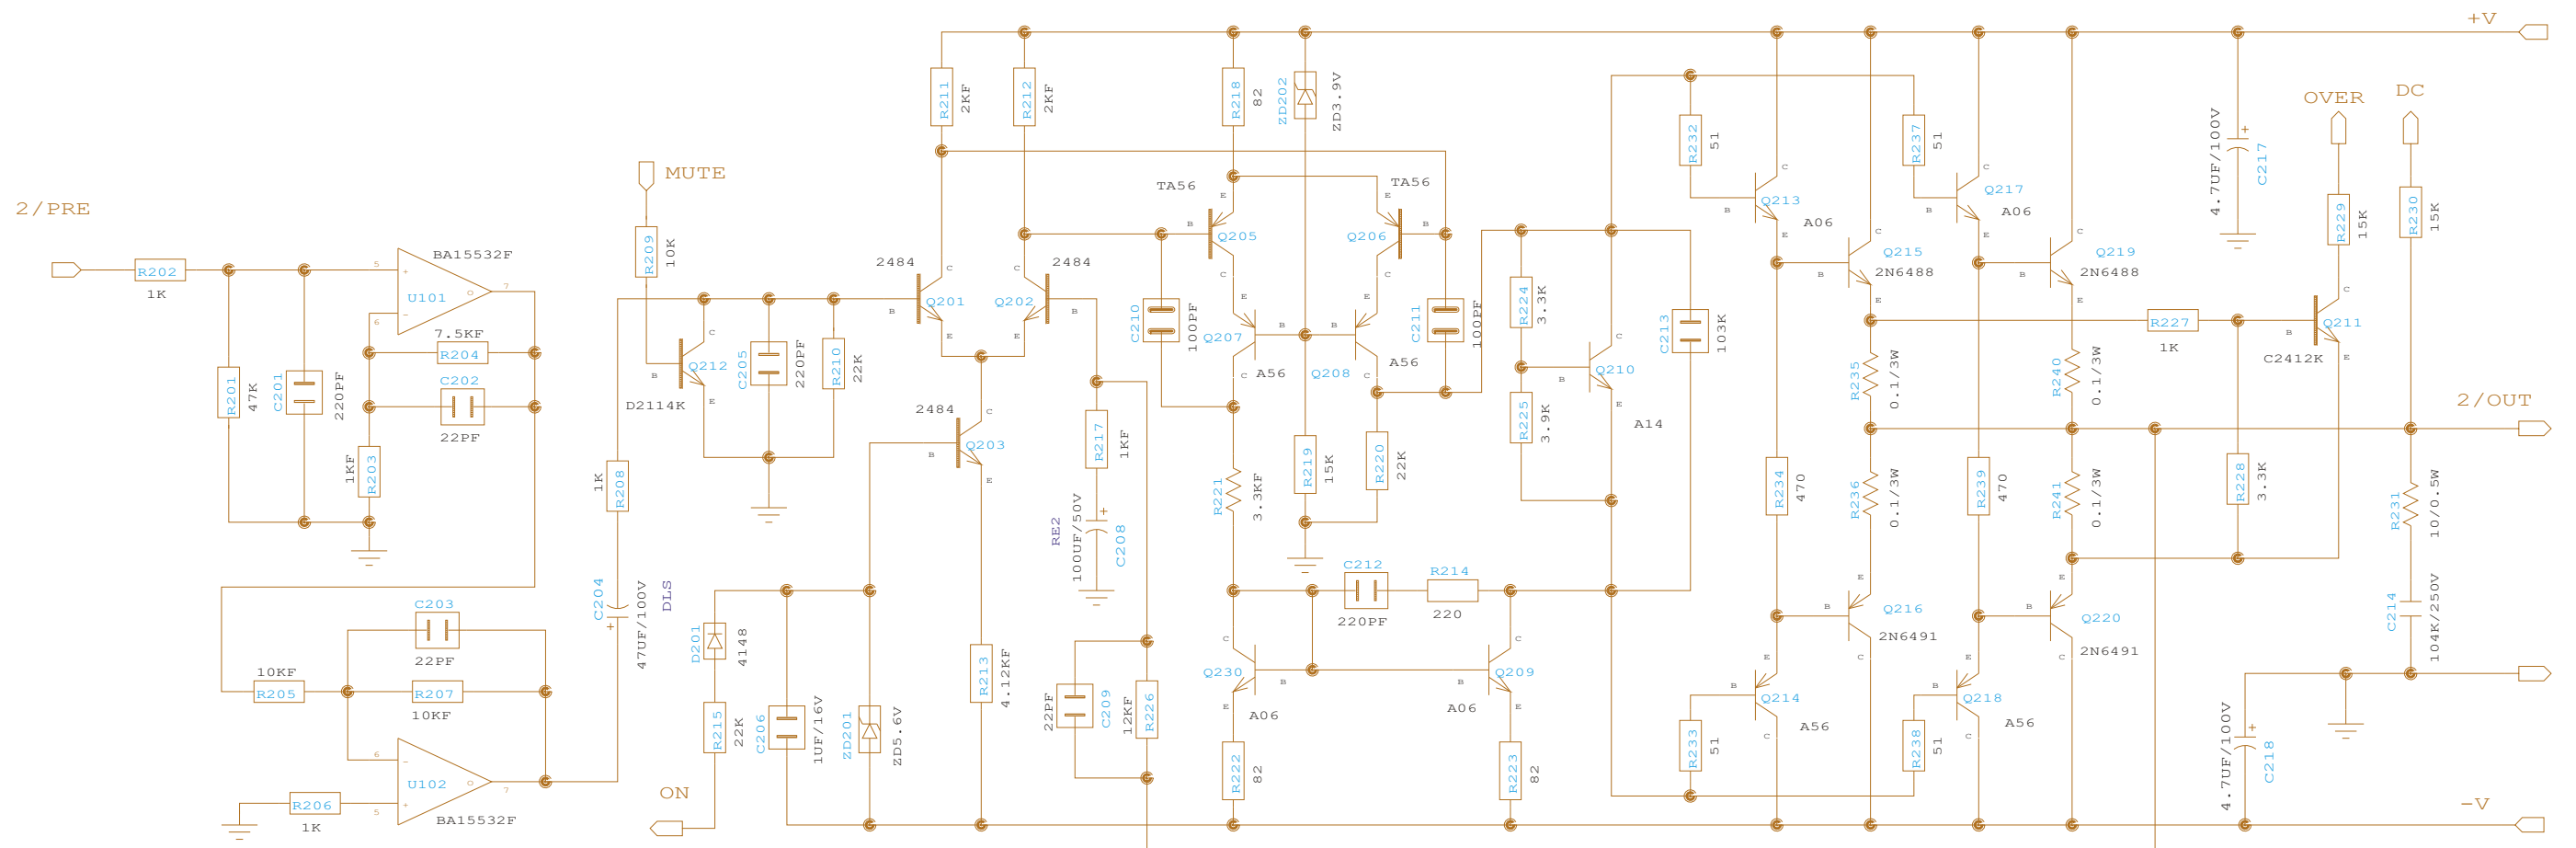 2/PRE
R202
1K
R201
47K
C201
220PF
5
+
6
-
7
O
U101
BA15532F
7.5KF
R204
C202
22PF
1KF
R203
C203
22PF
10KF
R205
R207
10KF
6
-
5
+
7
O
U102
BA15532F
R206
1K
MUTE
R209
10K
1K
R208
C204
47UF/100V
DLS
B
C
E
Q212
D2114K
C205
220PF
R210
22K
ON
D201
4148
R215
22K
C206
1UF/16V
ZD201
ZD5.6V
R211
2KF
R212
2KF
2484
C
B
E
Q201
2484
C
B
E
Q202
2484
C
B
E
Q203
R213
4.12KF
R217
1KF
RE2
100UF/50V
C208
22PF
C209
12KF
R226
R218
82
ZD202
ZD3.9V
TA56
E
B
C
Q205
TA56
E
B
C
Q206
C210
100PF
E
B
C
Q207
A56
E
B
C
Q208
A56
C211
100PF
R219
15K
R220
22K
R221
3.3KF
C212
220PF
R214
220
C
B
E
Q230
A06
C
B
E
Q209
A06
R222
82
R223
82
R224
3.3K
R225
3.9K
C
B
E
Q210
A14
C213
103K
R232
51
C
B
E
Q213
A06
R237
51
C
B
E
Q217
A06
C
B
E
Q215
2N6488
C
B
E
Q219
2N6488
R235
0.1/3W
R240
0.1/3W
R234
470
R236
0.1/3W
R239
470
R241
0.1/3W
E
B
C
Q216
2N6491
E
B
C
Q220
2N6491
E
B
C
Q214
A56
E
B
C
Q218
A56
R233
51
R238
51
+V
4.7UF/100V
C217
OVER
DC
R229
15K
R230
15K
R227
1K
C
B
E
Q211
C2412K
R228
3.3K
2/OUT
R231
10/0.5W
C214
104K/250V
4.7UF/100V
C218
-V